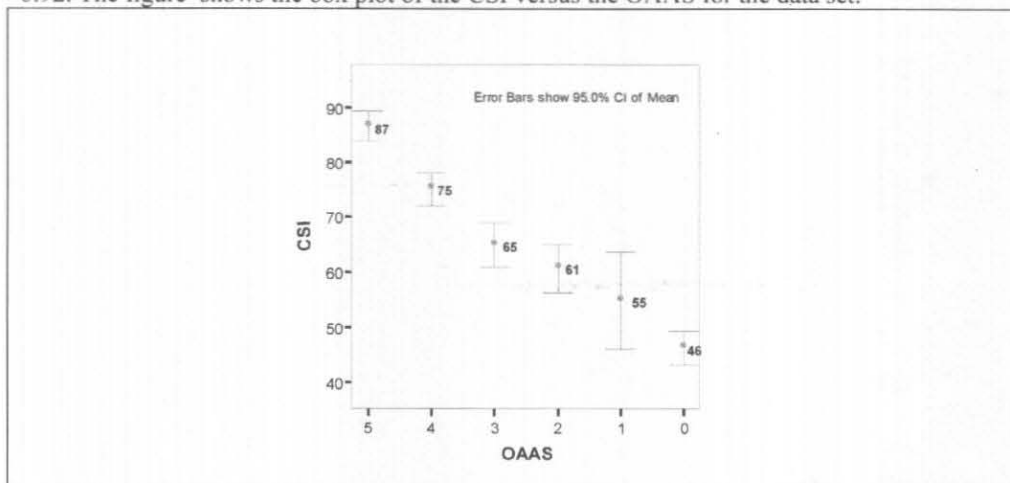 0.92. The figure shows the box plot of the CSI versus the OAAS for the data set.
Error Bars show 95.0% CI of Mean
90
80
70
60
50
40
CSI
87
75
65
61
55
46
5 4 3 2 1 0
OAAS